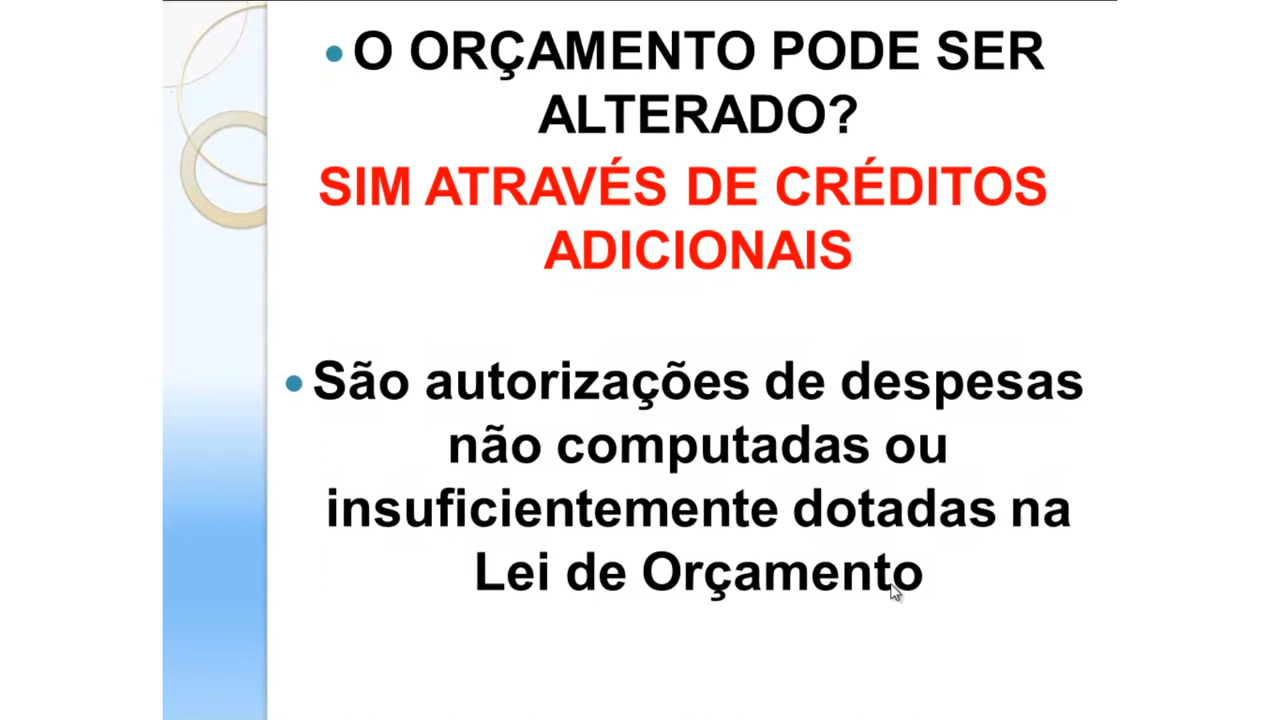 •O ORÇAMENTO PODE SER
ALTERADO?
SIM ATRAVÉS DE CRÉDITOS
ADICIONAIS
•São autorizações de despesas
não computadas ou
insuficientemente dotadas na
Lei de Orçamento